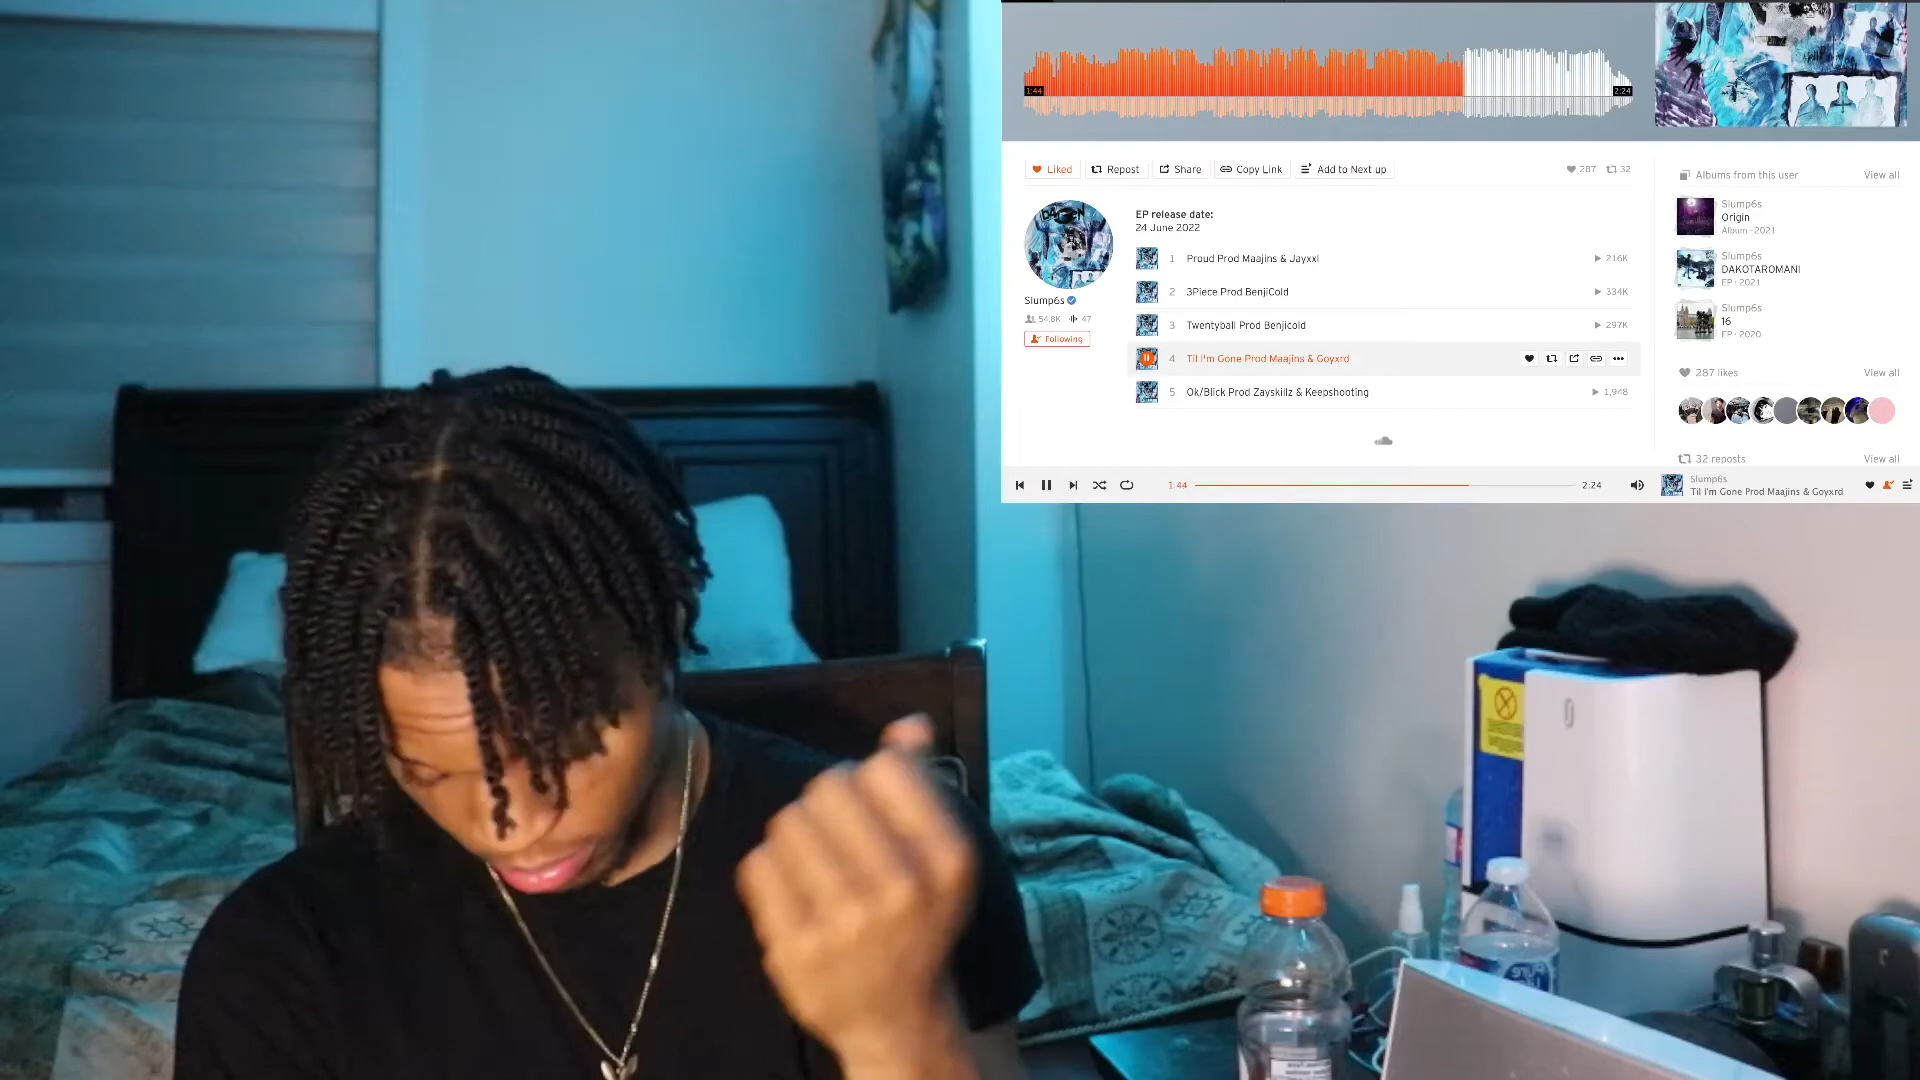 1:44
2:24
Liked
Repost
Share
Copy Link
Add to Next up
287
32
EP release date:
24 June 2022
1 Proud Prod Maajins & Jayxxl 216K
2 3Piece Prod BenjiCold 334K
3 Twentyball Prod Benjicold 297K
4 Til I'm Gone Prod Maajins & Goyxrd
5 Ok/Blick Prod Zayskillz & Keepshooting 1,948
Slump6s
54.8K 47
Following
Albums from this user View all
Slump6s
Origin
Album · 2021
Slump6s
DAKOTAROMANI
EP · 2021
Slump6s
16
EP · 2020
287 likes View all
32 reposts View all
1:44
2:24
Slump6s
Til I'm Gone Prod Maajins & Goyxrd